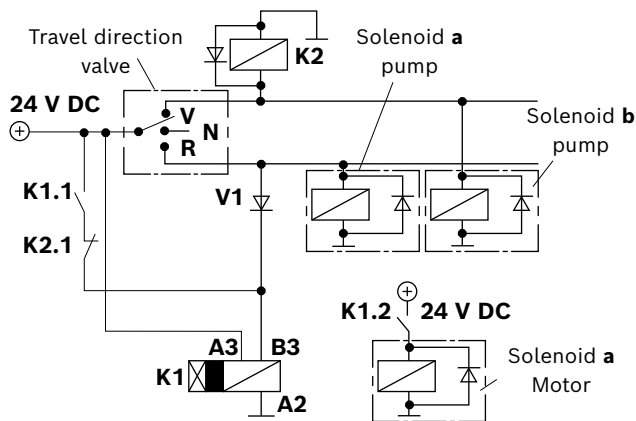 Travel direction
valve
K2
Solenoid a
pump
24 V DC
V
N
R
Solenoid b
pump
K1.1
V1
K2.1
K1.2
24 V DC
A3
B3
K1
A2
Solenoid a
Motor